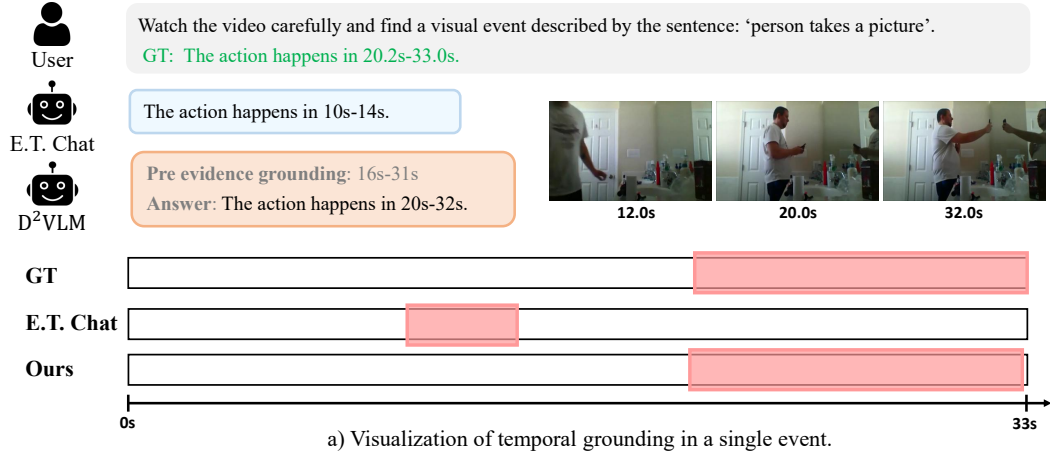 User
Watch the video carefully and find a visual event described by the sentence: ‘person takes a picture’.
GT: The action happens in 20.2s-33.0s.
E.T. Chat
The action happens in 10s-14s.
D²VLM
Pre evidence grounding: 16s-31s
Answer: The action happens in 20s-32s.
12.0s
20.0s
32.0s
GT
E.T. Chat
Ours
0s
33s
a) Visualization of temporal grounding in a single event.